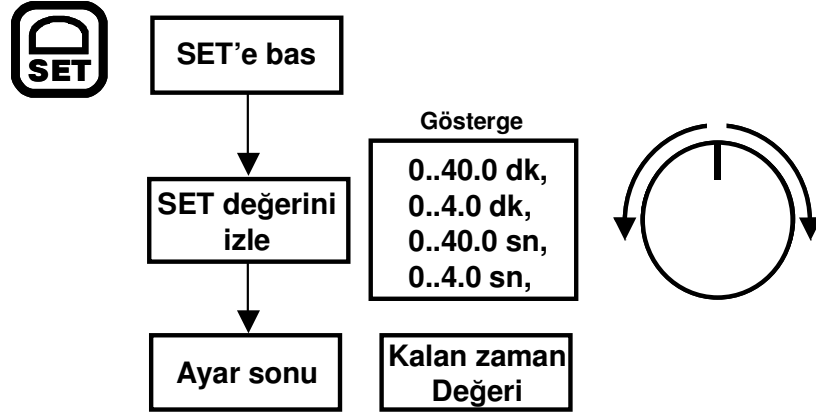 SET
SET’e bas
Gösterge
0..40.0 dk,
0..4.0 dk,
0..40.0 sn,
0..4.0 sn,
SET değerini
izle
Ayar sonu
Kalan zaman
Değeri